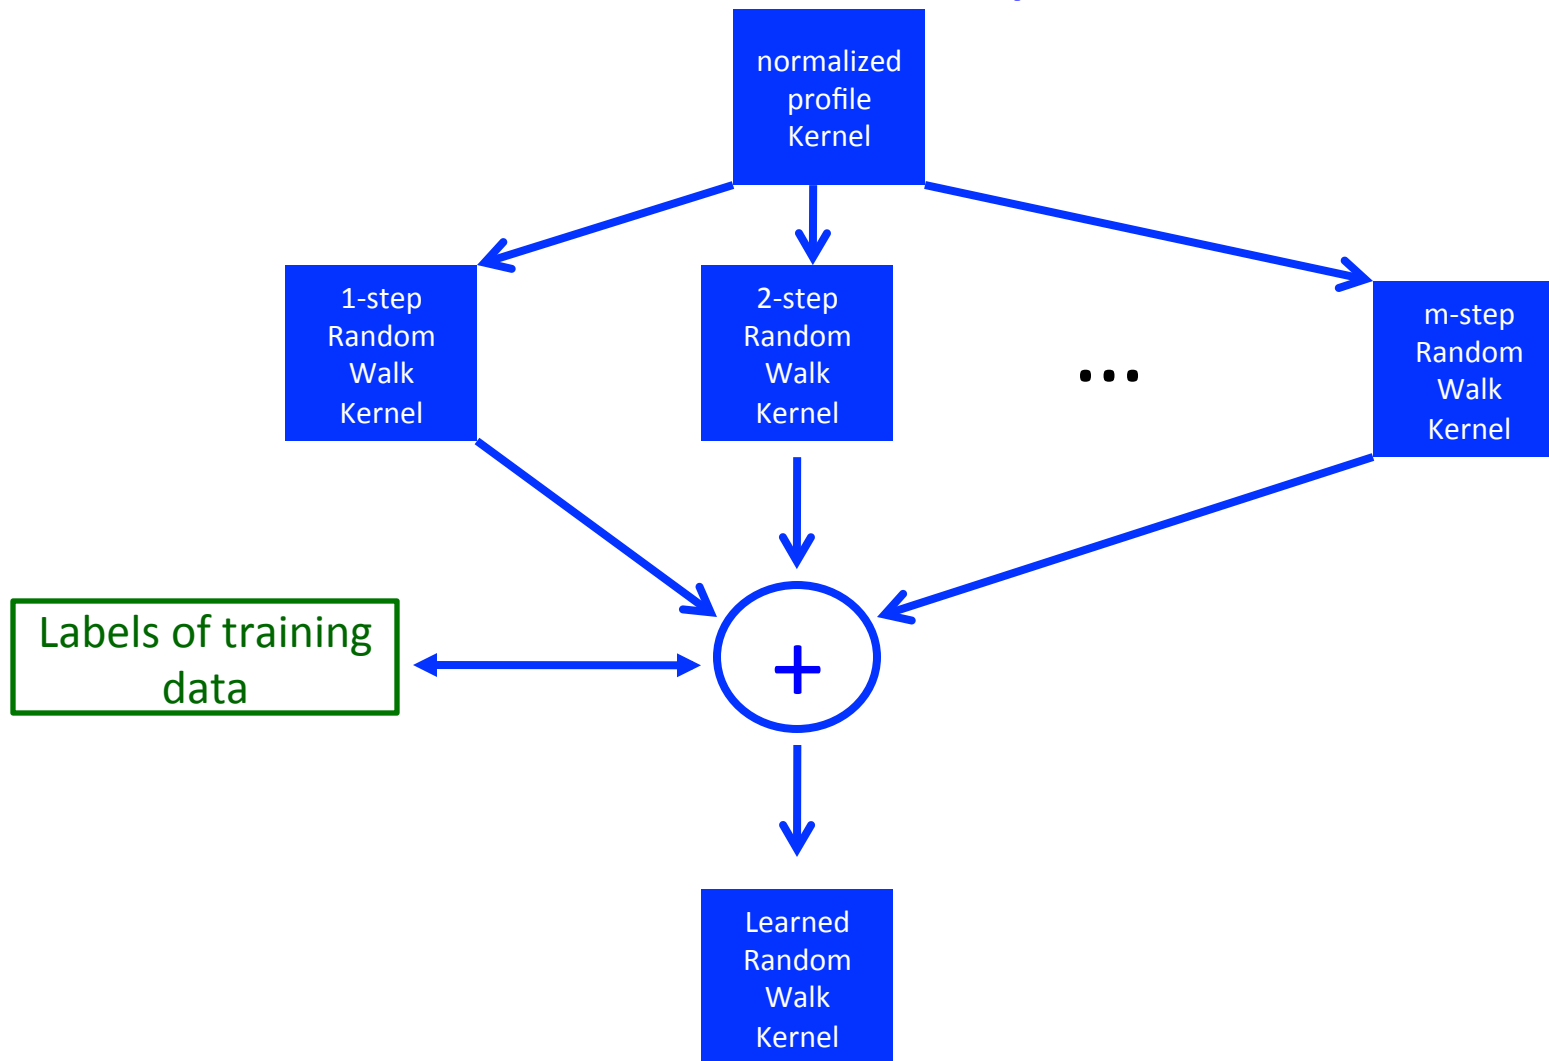 normalized
profile
Kernel
1-step
Random
Walk
Kernel
2-step
Random
Walk
Kernel
...
m-step
Random
Walk
Kernel
Labels of training
data
+
Learned
Random
Walk
Kernel